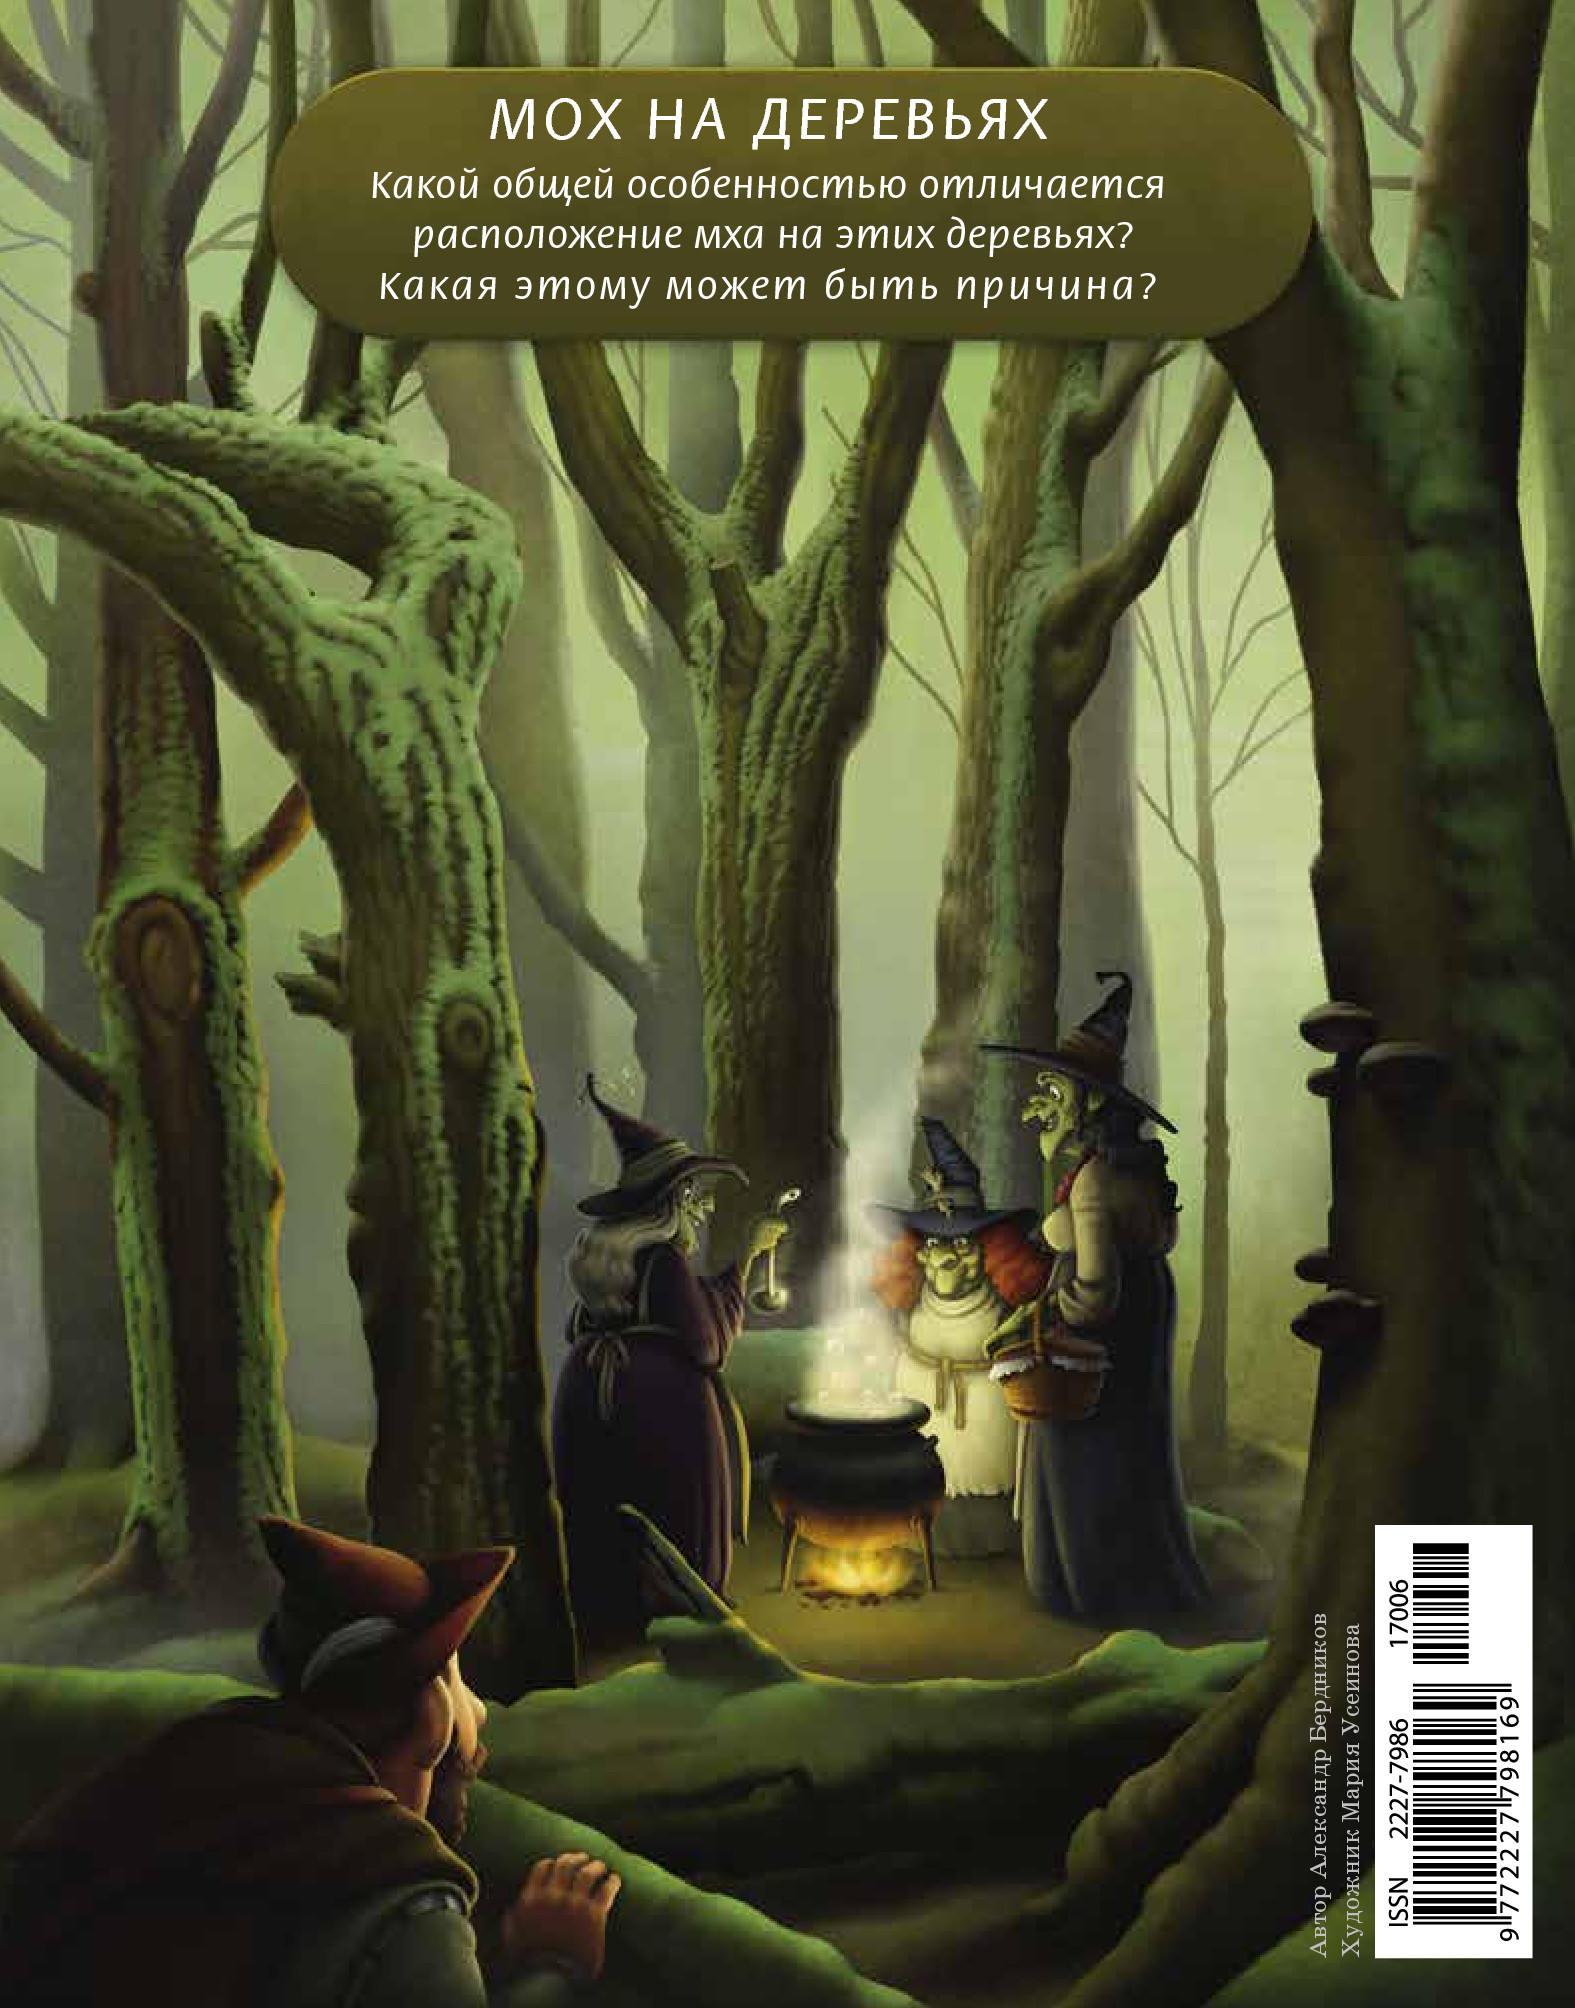 МОХ НА ДЕРЕВЬЯХ
Какой общей особенностью отличается
расположение мха на этих деревьях?
Какая этому может быть причина?
Автор Александр Бердников
Художник Мария Усеинова
ISSN 2227-7986 17006
9 772227 798169